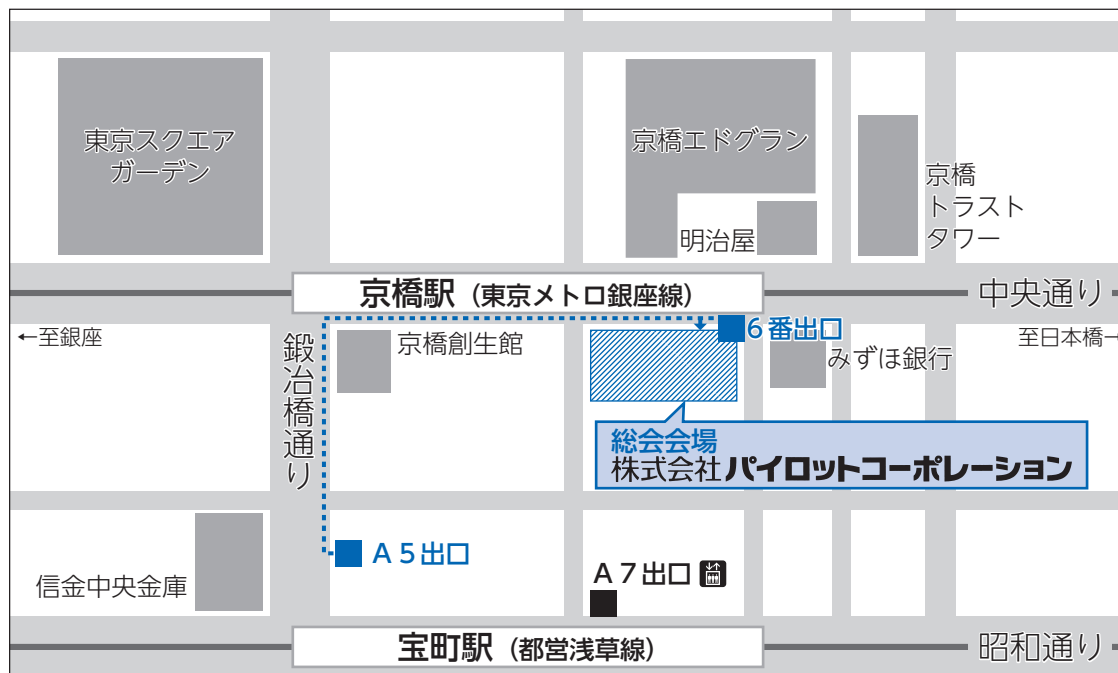 東京スクエア
ガーデン
京橋エドグラン
明治屋
京橋
トラスト
タワー
京橋駅（東京メトロ銀座線）
中央通り
←至銀座
至日本橋→
鍛冶橋通り
京橋創生館
6番出口
みずほ銀行
総会会場
株式会社パイロットコーポレーション
A5出口
A7出口
信金中央金庫
宝町駅（都営浅草線）
昭和通り